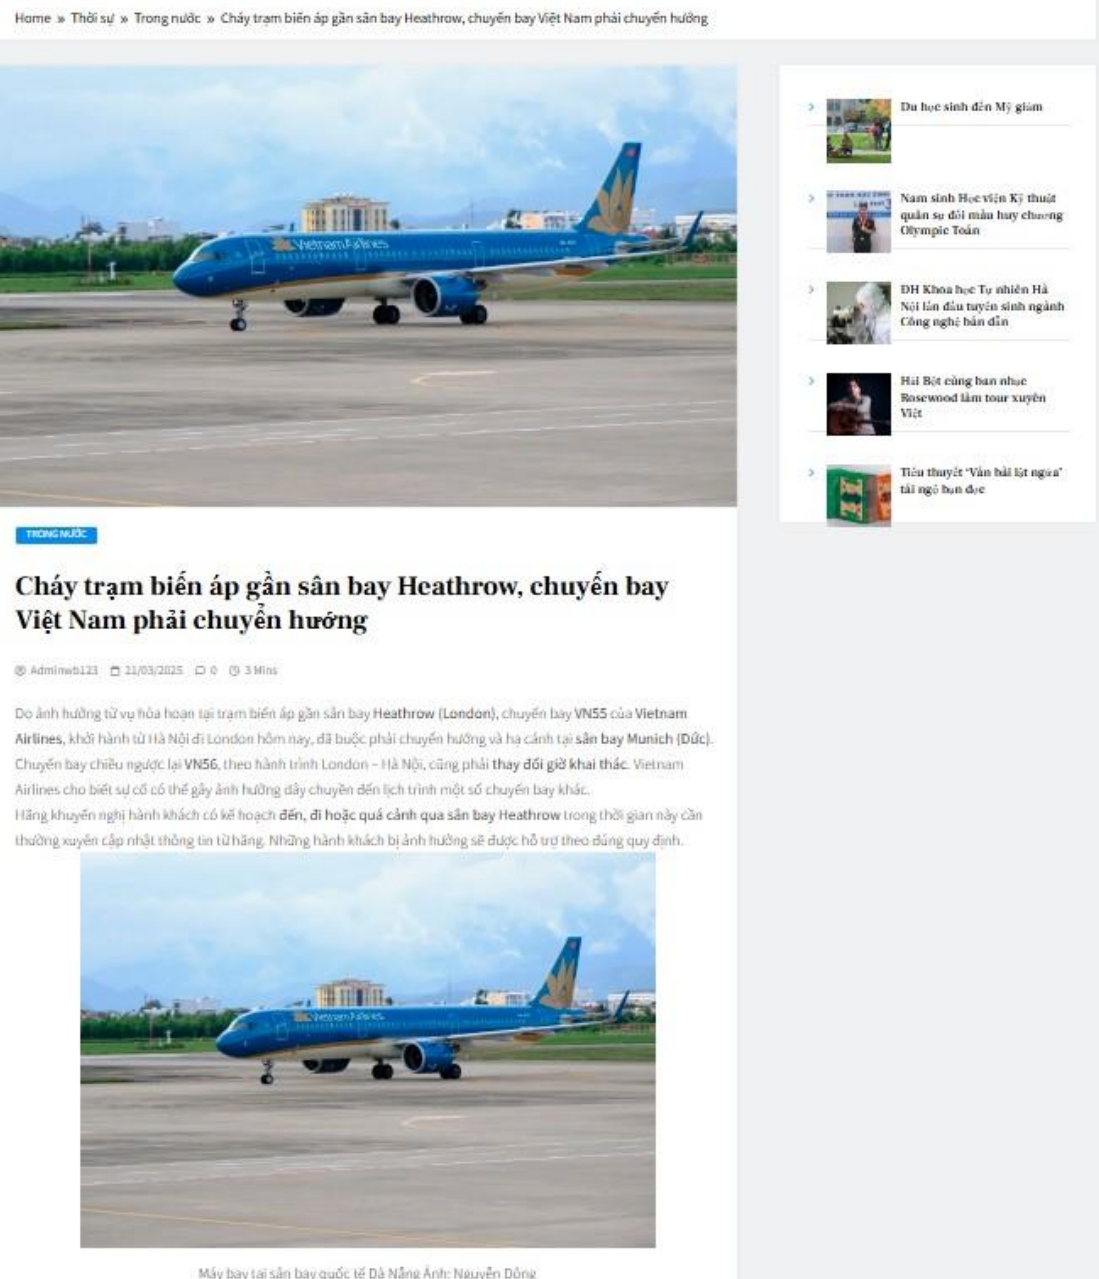 Home » Thời sự » Trong nước » Cháy trạm biến áp gần sân bay Heathrow, chuyến bay Việt Nam phải chuyển hướng
Vietnam Airlines
TRONG NƯỚC
Cháy trạm biến áp gần sân bay Heathrow, chuyến bay
Việt Nam phải chuyển hướng
Adminwb123 21/03/2025 0 3 Mins
Do ảnh hưởng từ vụ hỏa hoạn tại trạm biến áp gần sân bay Heathrow (London), chuyến bay VN55 của Vietnam
Airlines, khởi hành từ Hà Nội đi London hôm nay, đã buộc phải chuyển hướng và hạ cánh tại sân bay Munich (Đức).
Chuyến bay chiều ngược lại VN56, theo hành trình London – Hà Nội, cũng phải thay đổi giờ khai thác. Vietnam
Airlines cho biết sự cố có thể gây ảnh hưởng dây chuyền đến lịch trình một số chuyến bay khác.
Hãng khuyến nghị hành khách có kế hoạch đến, đi hoặc quá cảnh qua sân bay Heathrow trong thời gian này cần
thường xuyên cập nhật thông tin từ hãng. Những hành khách bị ảnh hưởng sẽ được hỗ trợ theo đúng quy định.
Vietnam Airlines
Máy bay tại sân bay quốc tế Đà Nẵng Ảnh: Nguyễn Đông
Du học sinh đến Mỹ giảm
Nam sinh Học viện Kỹ thuật
quân sự đổi màu huy chương
Olympic Toán
ĐH Khoa học Tự nhiên Hà
Nội lần đầu tuyển sinh ngành
Công nghệ bán dẫn
Hải Bột cùng ban nhạc
Rosewood làm tour xuyên
Việt
Tiểu thuyết "Ván bài lật ngửa"
tái ngộ bạn đọc